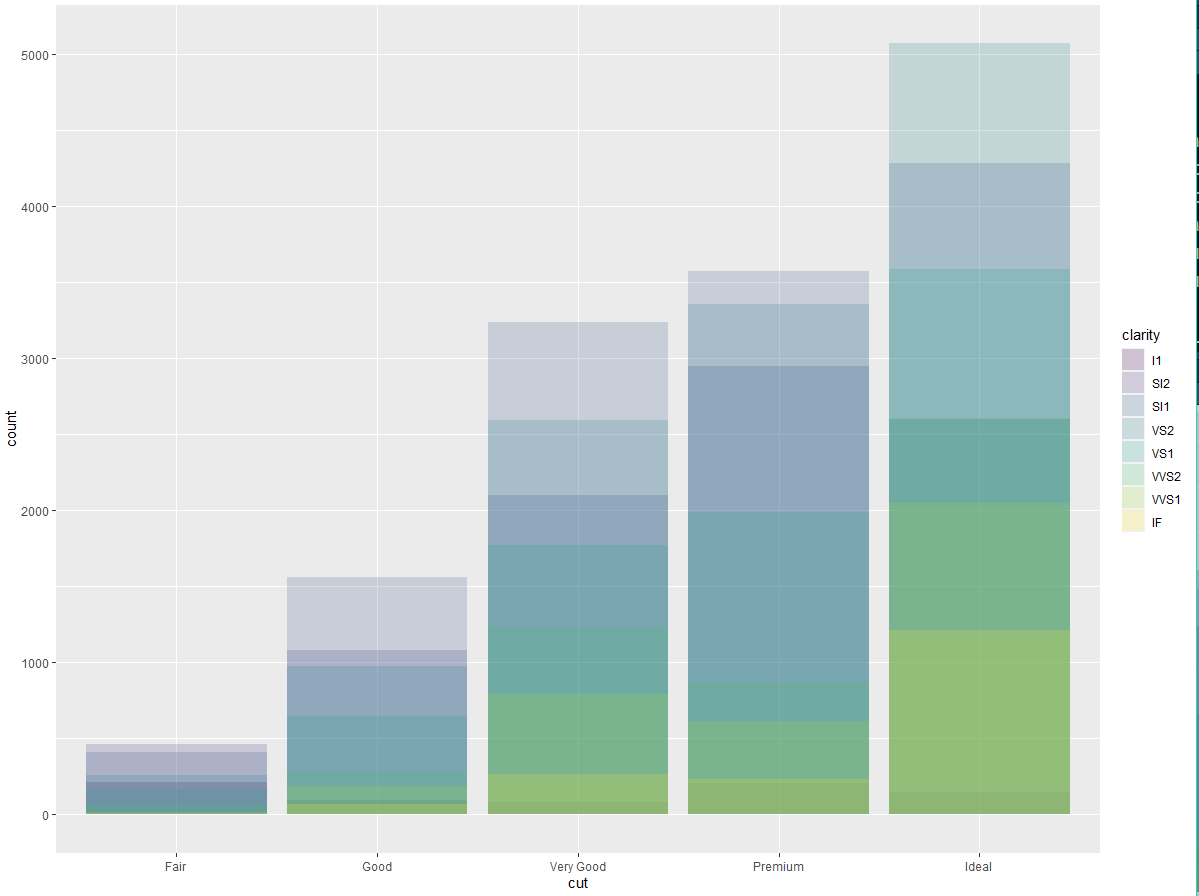 5000
4000
3000
2000
1000
0
count
Fair
Good
Very Good
Premium
Ideal
cut
clarity
I1
SI2
SI1
VS2
VS1
VVS2
VVS1
IF